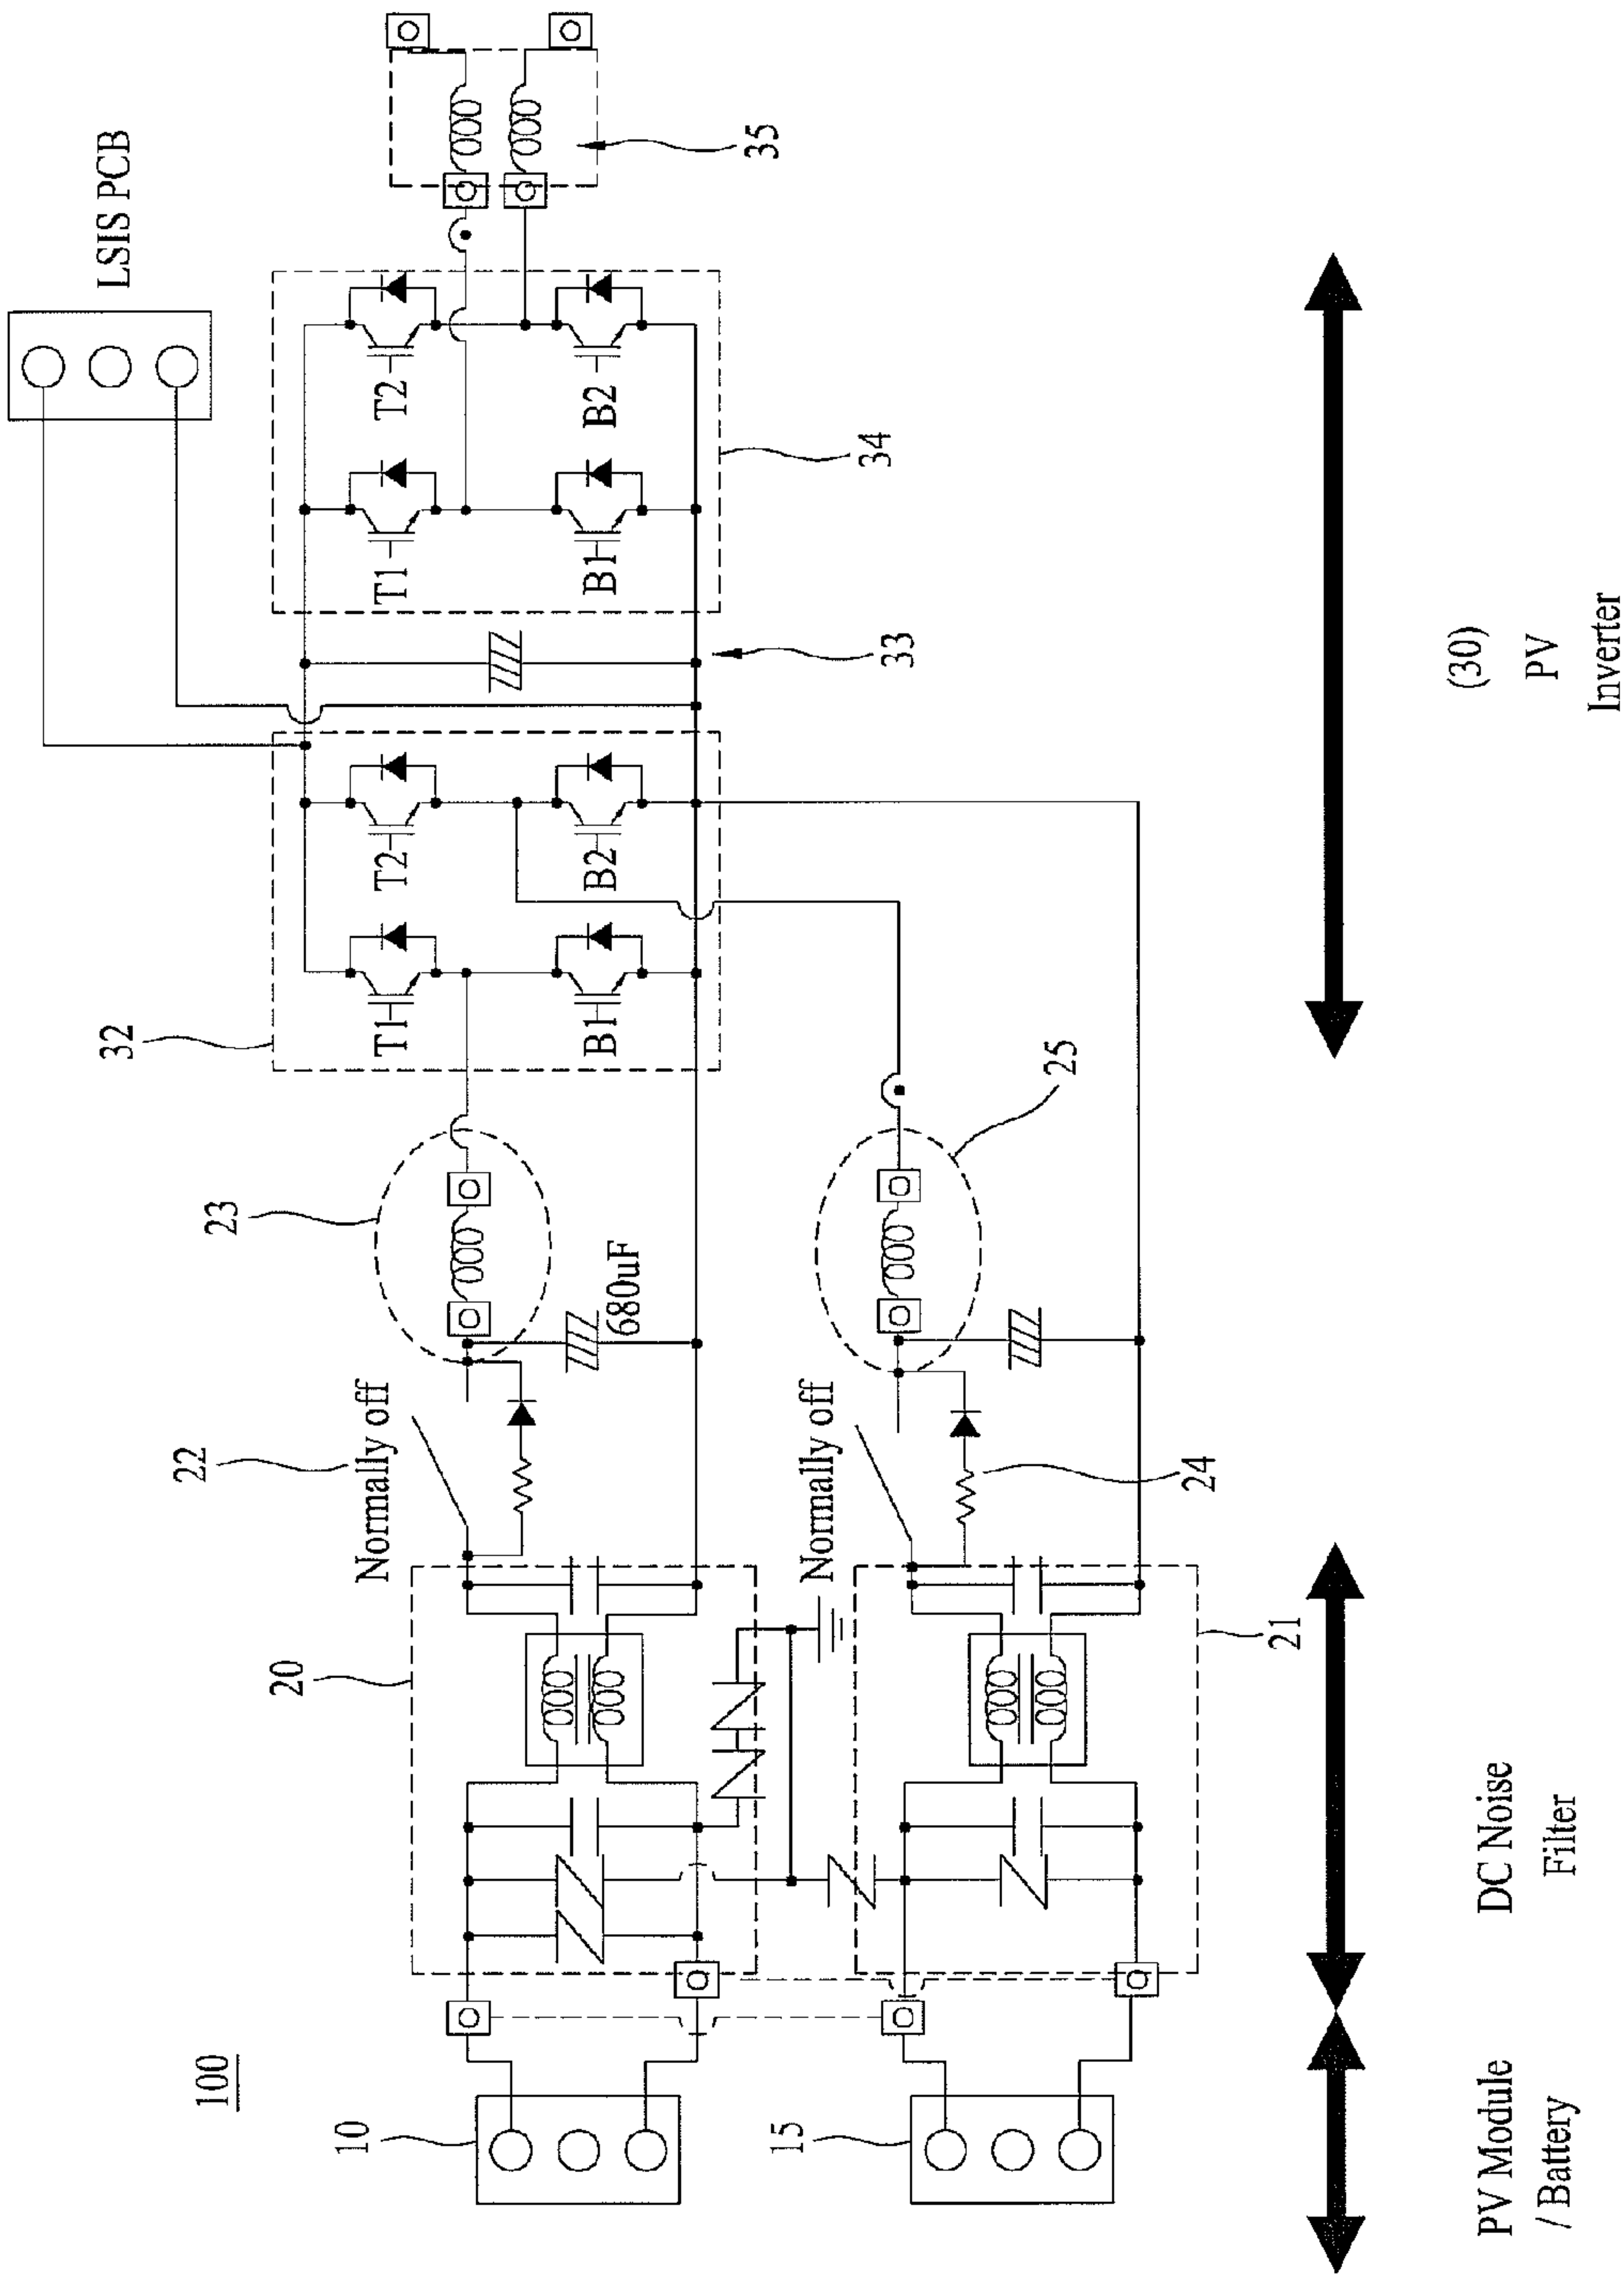 100
LSIS PCB
10
20
Normally off
22
680uF
23
32
T1
T2
B1
B2
33
T1
T2
B1
B2
34
35
15
21
Normally off
24
25
PV Module
/ Battery
DC Noise
Filter
(30)
PV
Inverter